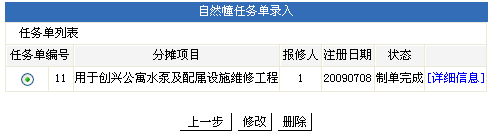 自然幢任务单录入
任务单列表
任务单编号 分摊项目 报修人 注册日期 状态
11 用于创兴公寓水泵及配属设施维修工程 1 20090708 制单完成 [详细信息]
上一步 修改 删除